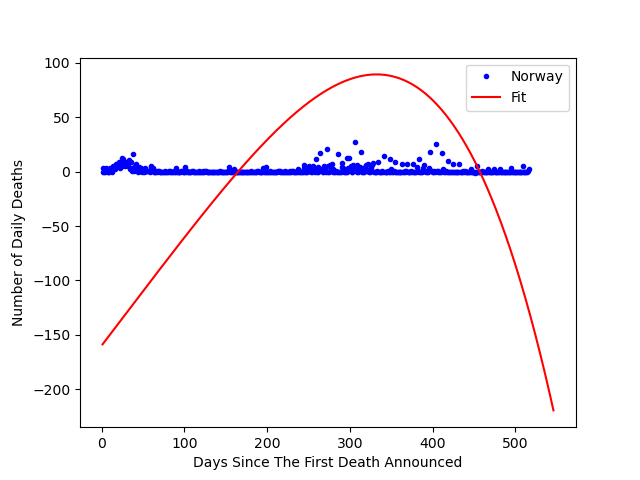 Norway
Fit
100
50
0
−50
−100
−150
−200
Number of Daily Deaths
0 100 200 300 400 500
Days Since The First Death Announced